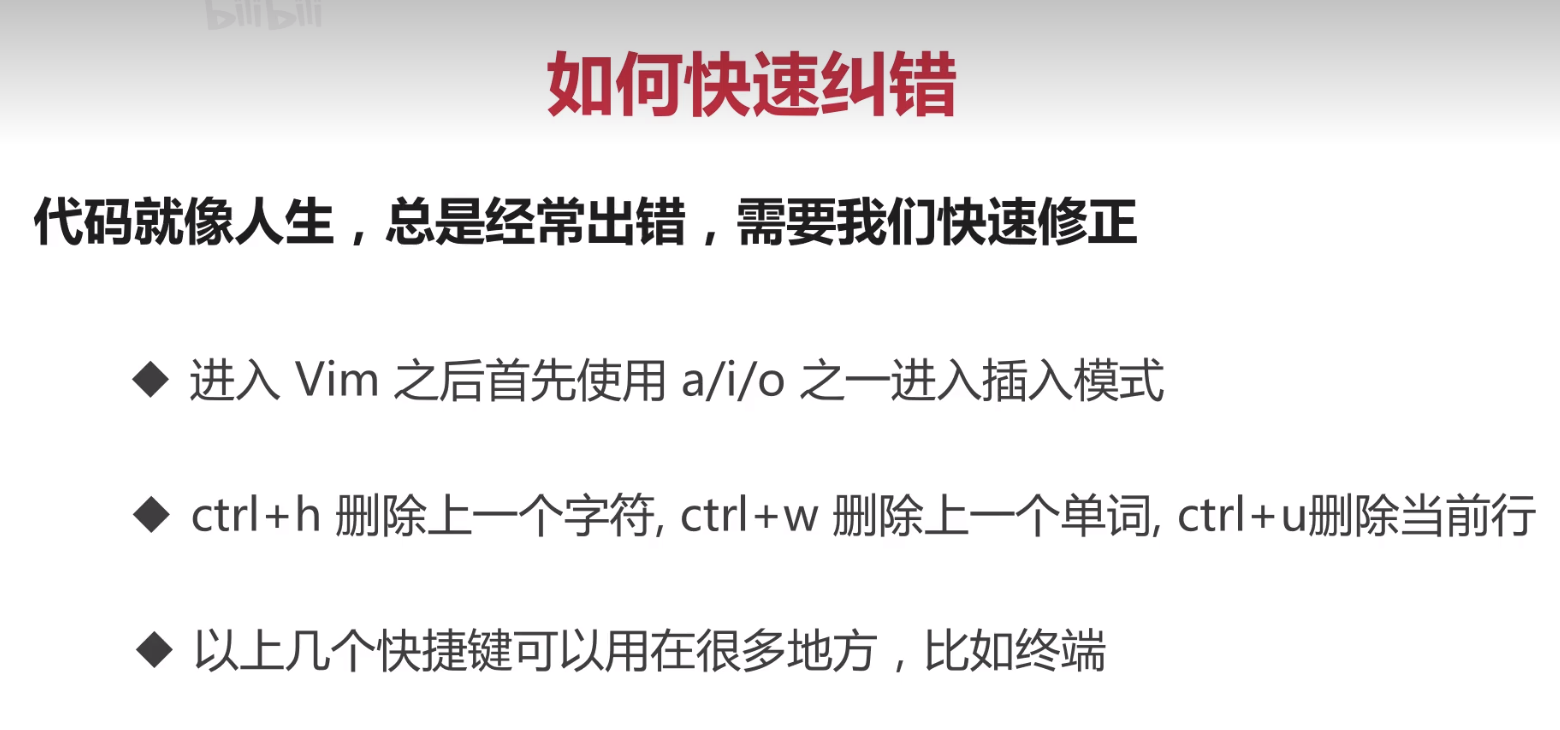 bilibili
如何快速纠错
代码就像人生，总是经常出错，需要我们快速修正
◆ 进入 Vim 之后首先使用 a/i/o 之一进入插入模式
◆ ctrl+h 删除上一个字符, ctrl+w 删除上一个单词, ctrl+u删除当前行
◆ 以上几个快捷键可以用在很多地方，比如终端